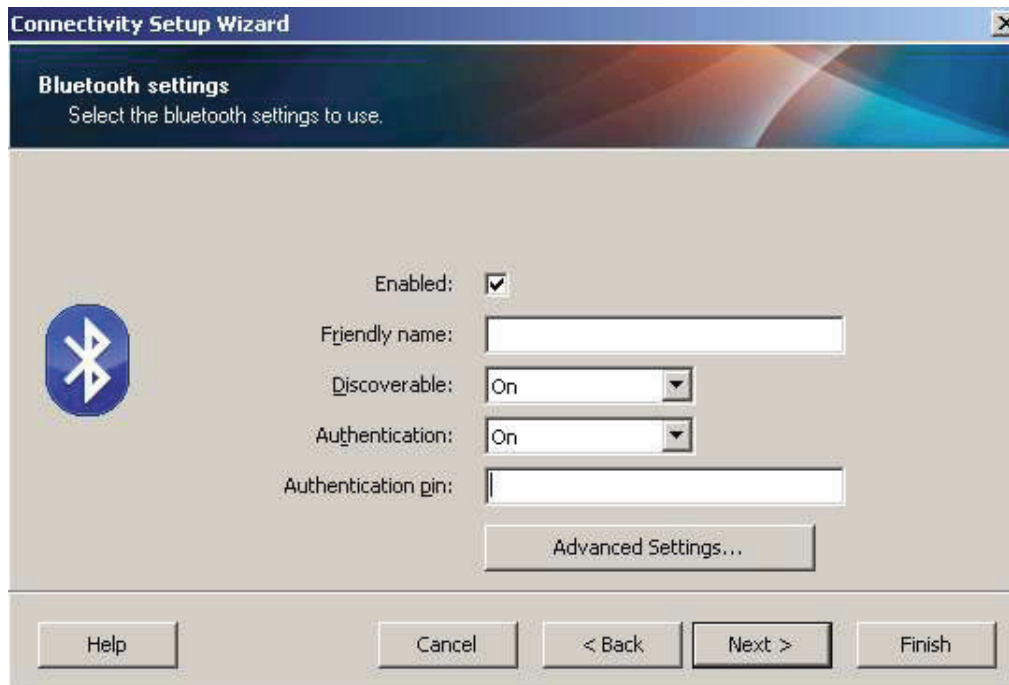 Connectivity Setup Wizard
Bluetooth settings
Select the bluetooth settings to use.
Enabled:
Friendly name:
Discoverable: On
Authentication: On
Authentication pin:
Advanced Settings...
Help Cancel < Back Next > Finish